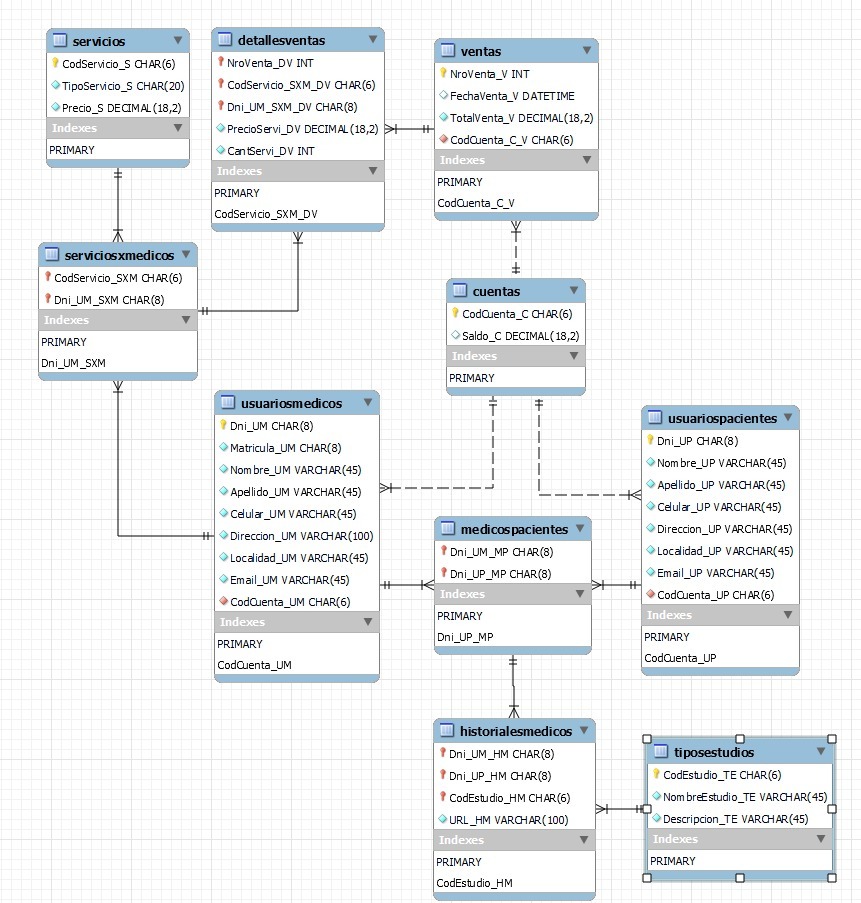 servicios
CodServicio_S CHAR(6)
TipoServicio_S CHAR(20)
Precio_S DECIMAL(18,2)
Indexes
PRIMARY
detallesventas
NroVenta_DV INT
CodServicio_SXM_DV CHAR(6)
Dni_UM_SXM_DV CHAR(8)
PrecioServi_DV DECIMAL(18,2)
CantServi_DV INT
Indexes
PRIMARY
CodServicio_SXM_DV
ventas
NroVenta_V INT
FechaVenta_V DATETIME
TotalVenta_V DECIMAL(18,2)
CodCuenta_C_V CHAR(6)
Indexes
PRIMARY
CodCuenta_C_V
serviciosxmedicos
CodServicio_SXM CHAR(6)
Dni_UM_SXM CHAR(8)
Indexes
PRIMARY
Dni_UM_SXM
cuentas
CodCuenta_C CHAR(6)
Saldo_C DECIMAL(18,2)
Indexes
PRIMARY
usuariosmedicos
Dni_UM CHAR(8)
Matricula_UM CHAR(8)
Nombre_UM VARCHAR(45)
Apellido_UM VARCHAR(45)
Celular_UM VARCHAR(45)
Direccion_UM VARCHAR(100)
Localidad_UM VARCHAR(45)
Email_UM VARCHAR(45)
CodCuenta_UM CHAR(6)
Indexes
PRIMARY
CodCuenta_UM
usuariospacientes
Dni_UP CHAR(8)
Nombre_UP VARCHAR(45)
Apellido_UP VARCHAR(45)
Celular_UP VARCHAR(45)
Direccion_UP VARCHAR(45)
Localidad_UP VARCHAR(45)
Email_UP VARCHAR(45)
CodCuenta_UP CHAR(6)
Indexes
PRIMARY
CodCuenta_UP
medicospacientes
Dni_UM_MP CHAR(8)
Dni_UP_MP CHAR(8)
Indexes
PRIMARY
Dni_UP_MP
historialesmedicos
Dni_UM_HM CHAR(8)
Dni_UP_HM CHAR(8)
CodEstudio_HM CHAR(6)
URL_HM VARCHAR(100)
Indexes
PRIMARY
CodEstudio_HM
tiposestudios
CodEstudio_TE CHAR(6)
NombreEstudio_TE VARCHAR(45)
Descripcion_TE VARCHAR(45)
Indexes
PRIMARY